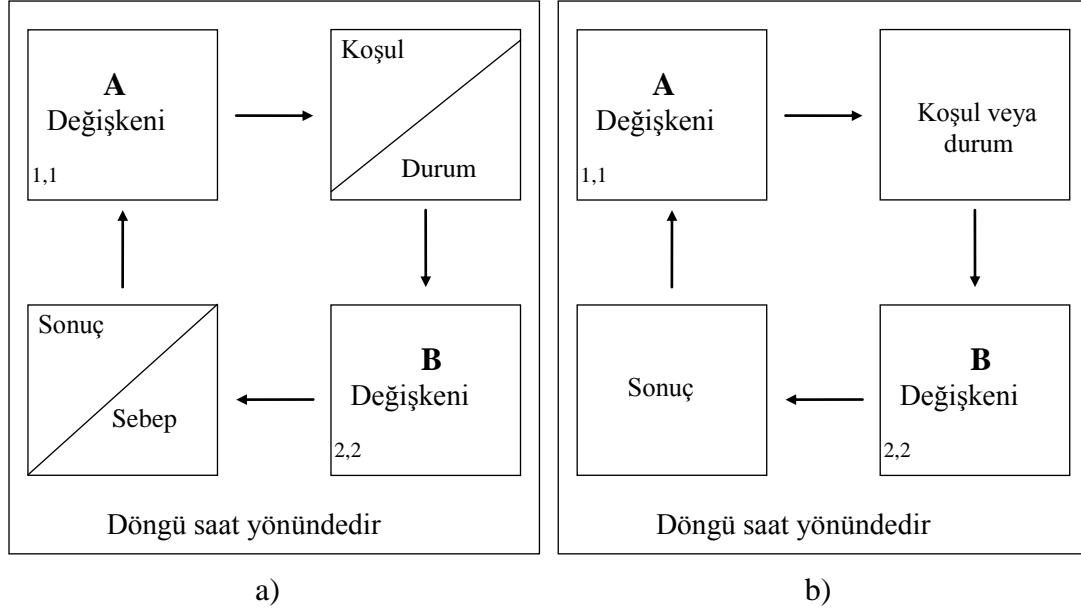 A
Değişkeni
1,1
Koşul
Durum
Sonuç
Sebep
B
Değişkeni
2,2
Döngü saat yönündedir
a)
A
Değişkeni
1,1
Koşul veya
durum
Sonuç
B
Değişkeni
2,2
Döngü saat yönündedir
b)